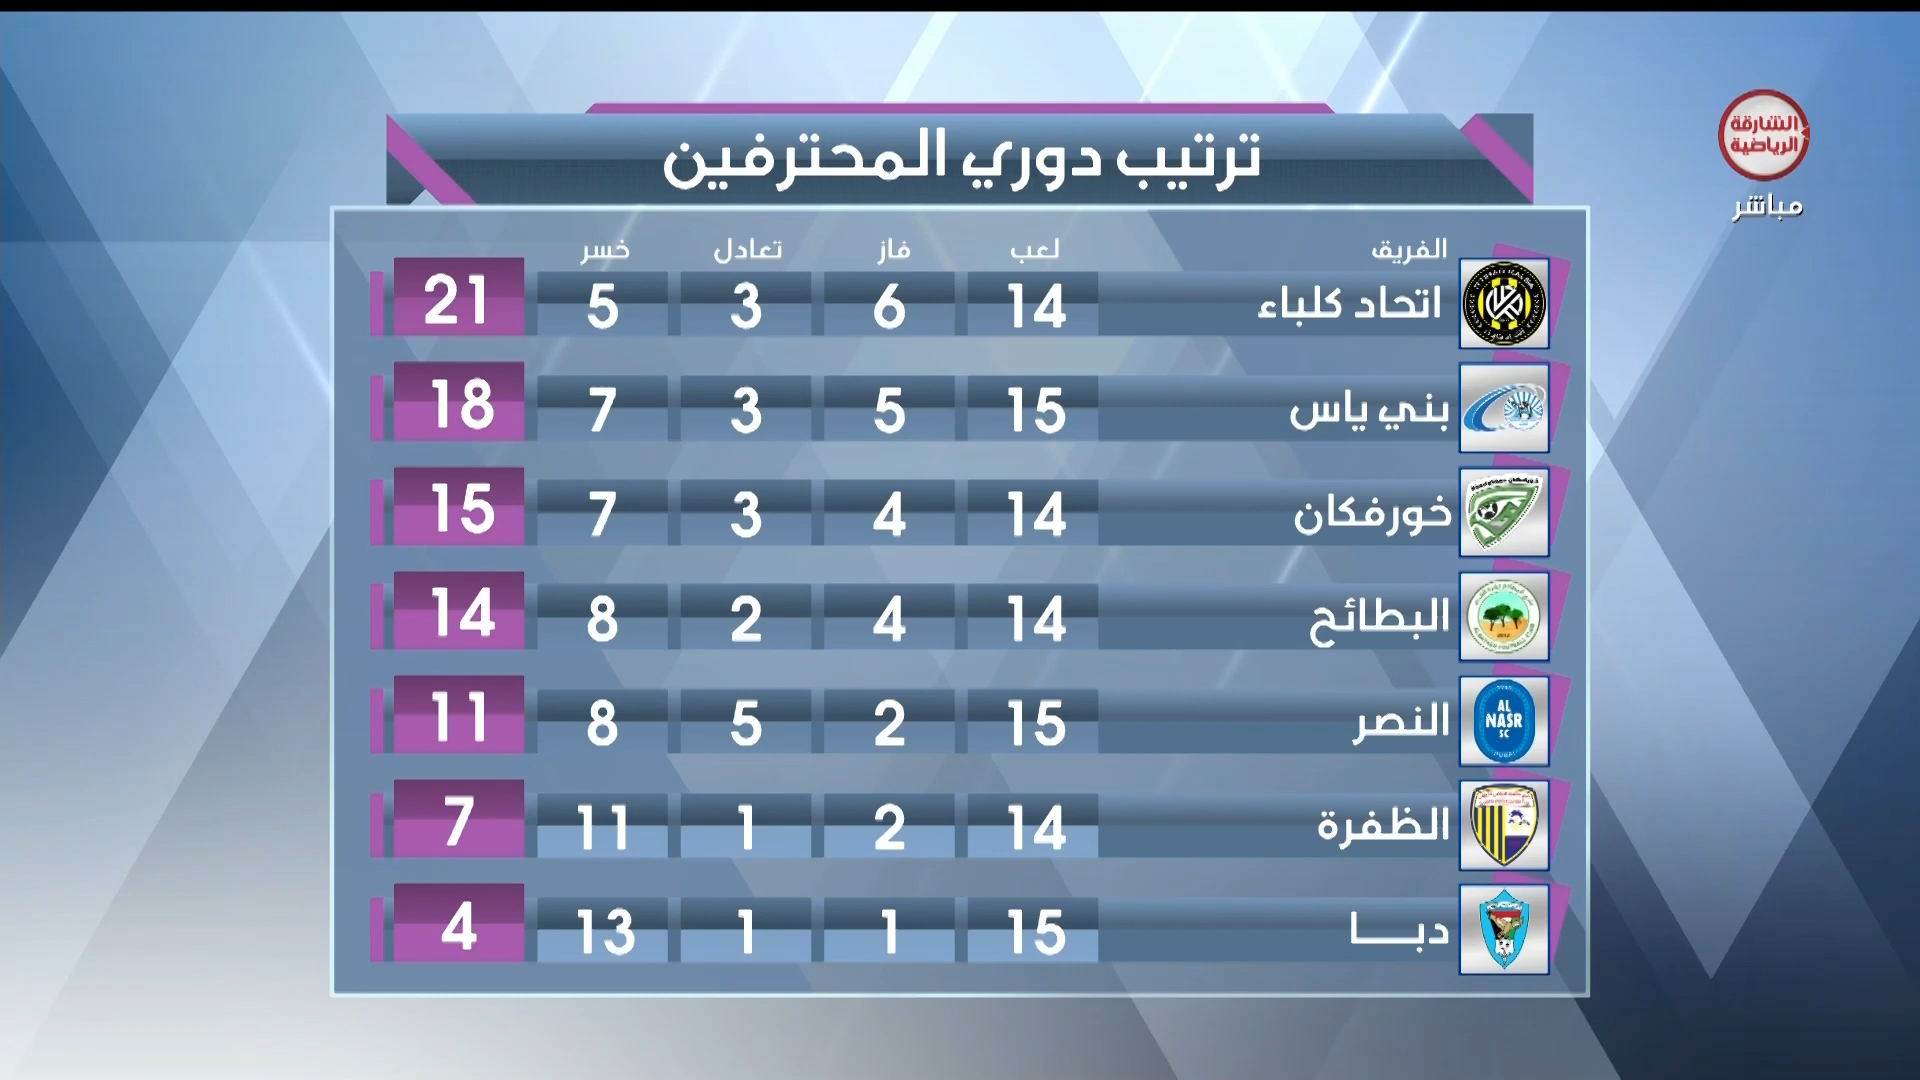 ترتيب دوري المحترفين
الشارقة
الرياضية
مباشر
الفريق لعب فاز تعادل خسر
اتحاد كلباء 14 6 3 5 21
بني ياس 15 5 3 7 18
خورفكان 14 4 3 7 15
البطائح 14 4 2 8 14
النصر 15 2 5 8 11
AL
NASR
SC
الظفرة 14 2 1 11 7
دبــــا 15 1 1 13 4